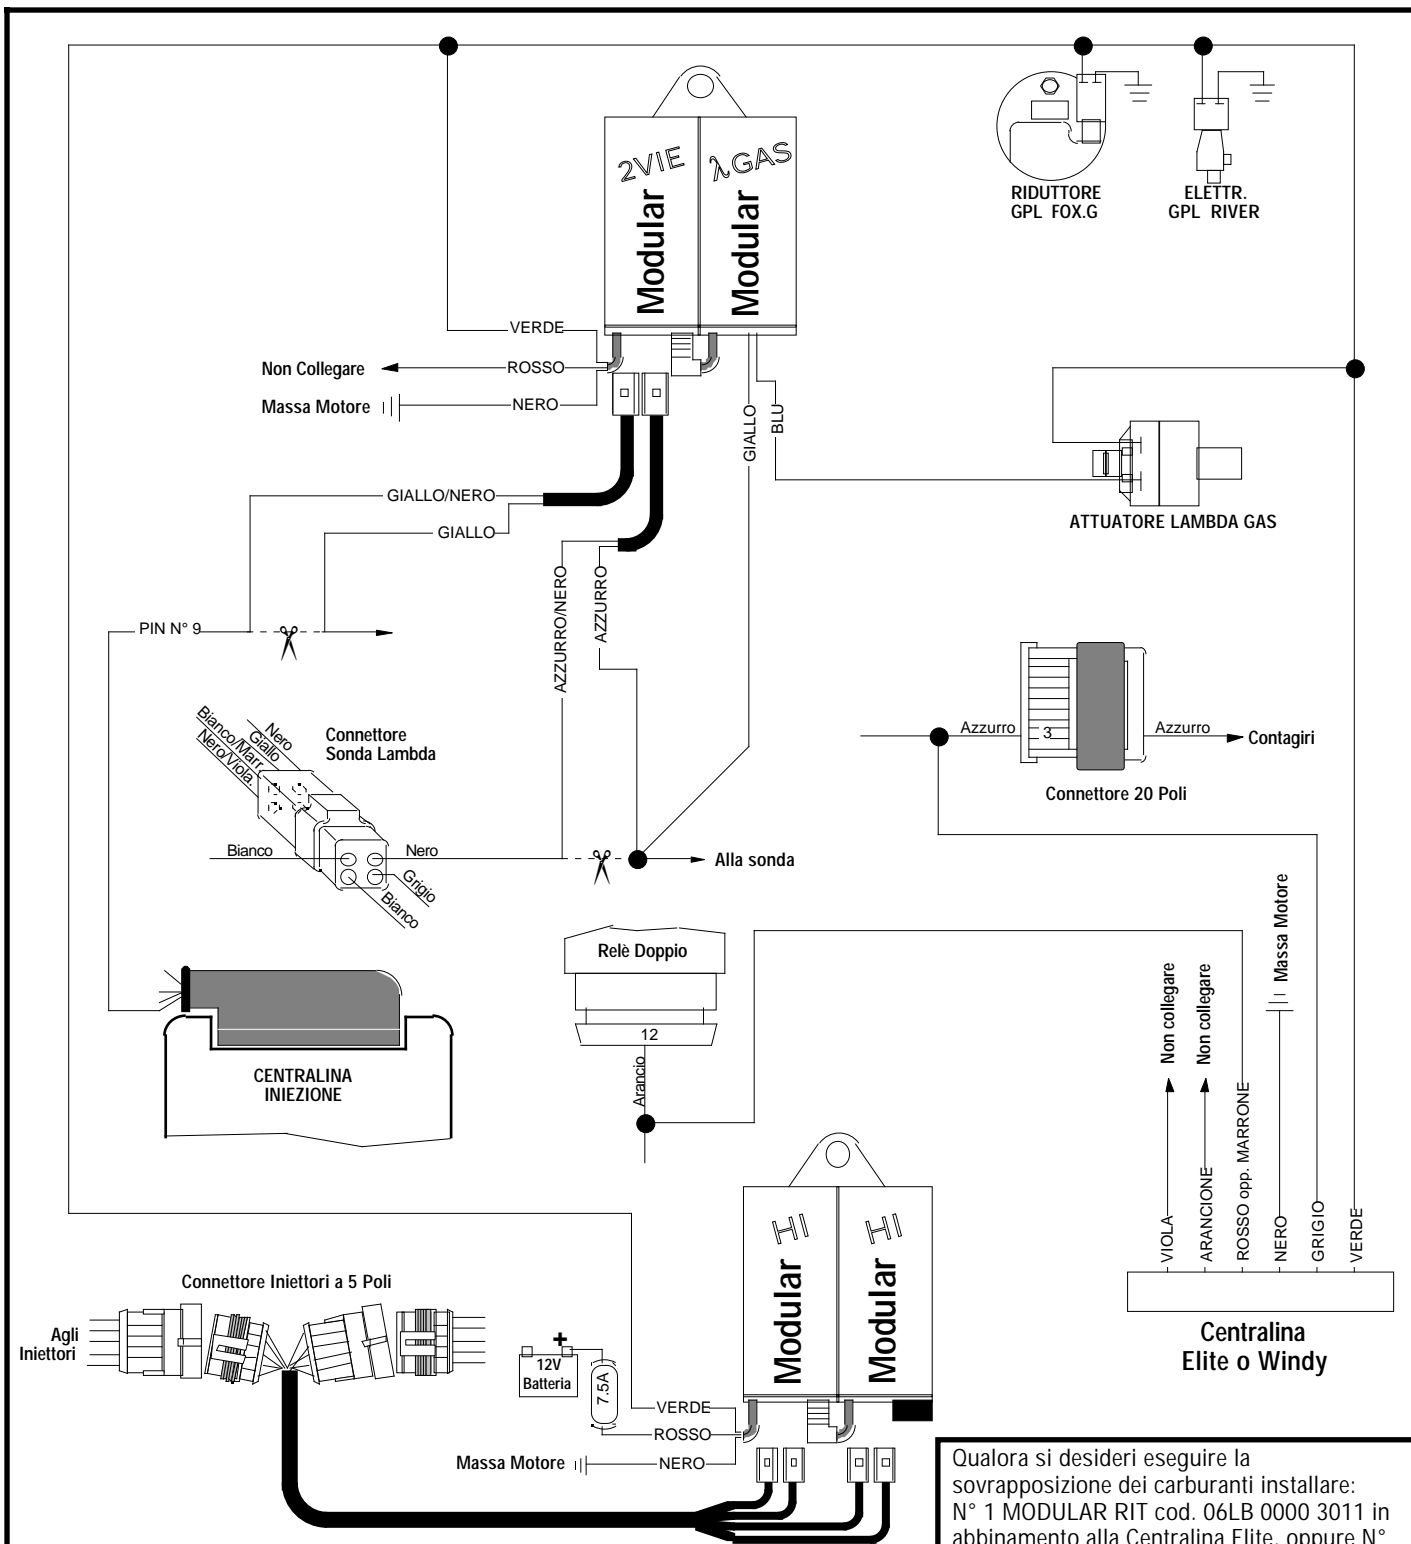 2VIE
λGAS
Modular
Modular
RIDUTTORE
GPL FOX.G
ELETTR.
GPL RIVER
VERDE
Non Collegare
ROSSO
Massa Motore
NERO
GIALLO
BLU
GIALLO/NERO
GIALLO
ATTUATORE LAMBDA GAS
AZZURRO/NERO
AZZURRO
PIN N° 9
Nero
Giallo
Bianco/Marr.
Nero/Viola.
Connettore
Sonda Lambda
Azzurro
3
Azzurro
Contagiri
Connettore 20 Poli
Bianco
Nero
Grigio
Bianco
Alla sonda
Relè Doppio
12
Arancio
CENTRALINA
INIEZIONE
Non collegare
Non collegare
Massa Motore
VIOLA
ARANCIONE
ROSSO opp. MARRONE
NERO
GRIGIO
VERDE
Centralina
Elite o Windy
HI
HI
Modular
Modular
Connettore Iniettori a 5 Poli
Agli
Iniettori
+
12V
Batteria
7.5A
VERDE
ROSSO
Massa Motore
NERO
Qualora si desideri eseguire la
sovrapposizione dei carburanti installare:
N° 1 MODULAR RIT cod. 06LB 0000 3011 in
abbinamento alla Centralina Elite, oppure N°